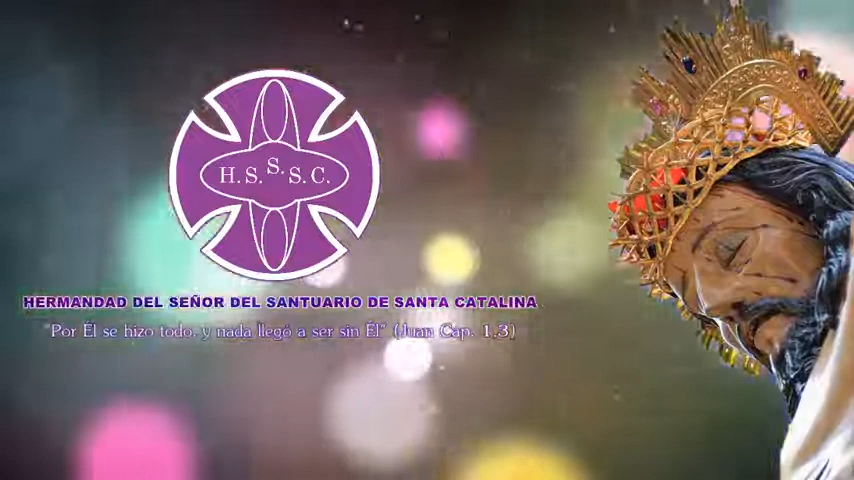 H. S. S. S. C.
HERMANDAD DEL SEÑOR DEL SANTUARIO DE SANTA CATALINA
"Por Él se hizo todo, y nada llegó a ser sin Él" (Juan Cap. 1,3)